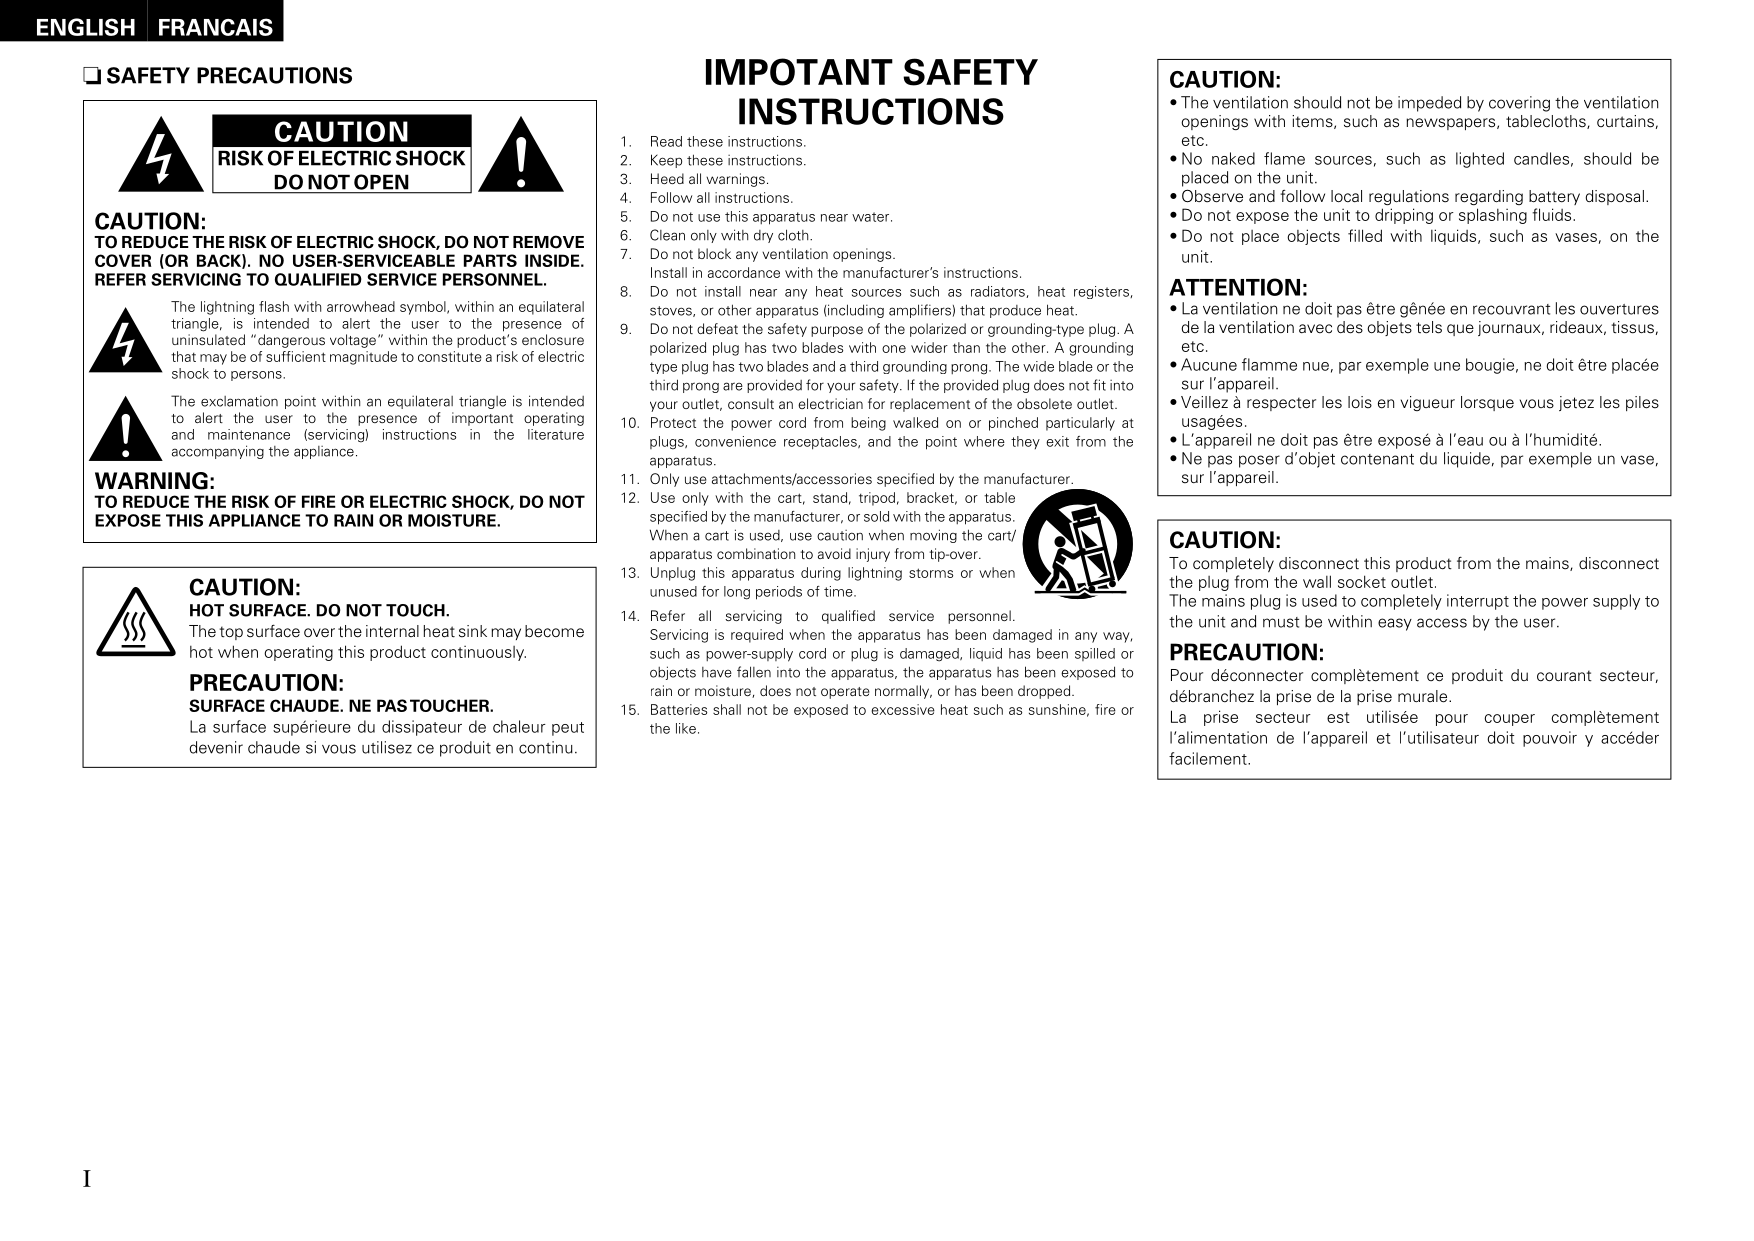 ENGLISH FRANCAIS
❏ SAFETY PRECAUTIONS
CAUTION
RISK OF ELECTRIC SHOCK
DO NOT OPEN
CAUTION:
TO REDUCE THE RISK OF ELECTRIC SHOCK, DO NOT REMOVE
COVER (OR BACK). NO USER-SERVICEABLE PARTS INSIDE.
REFER SERVICING TO QUALIFIED SERVICE PERSONNEL.
The lightning flash with arrowhead symbol, within an equilateral
triangle, is intended to alert the user to the presence of
uninsulated “dangerous voltage” within the product’s enclosure
that may be of sufficient magnitude to constitute a risk of electric
shock to persons.
The exclamation point within an equilateral triangle is intended
to alert the user to the presence of important operating
and maintenance (servicing) instructions in the literature
accompanying the appliance.
WARNING:
TO REDUCE THE RISK OF FIRE OR ELECTRIC SHOCK, DO NOT
EXPOSE THIS APPLIANCE TO RAIN OR MOISTURE.
CAUTION:
HOT SURFACE. DO NOT TOUCH.
The top surface over the internal heat sink may become
hot when operating this product continuously.
PRECAUTION:
SURFACE CHAUDE. NE PAS TOUCHER.
La surface supérieure du dissipateur de chaleur peut
devenir chaude si vous utilisez ce produit en continu.
IMPOTANT SAFETY
INSTRUCTIONS
1. Read these instructions.
2. Keep these instructions.
3. Heed all warnings.
4. Follow all instructions.
5. Do not use this apparatus near water.
6. Clean only with dry cloth.
7. Do not block any ventilation openings.
Install in accordance with the manufacturer’s instructions.
8. Do not install near any heat sources such as radiators, heat registers,
stoves, or other apparatus (including amplifiers) that produce heat.
9. Do not defeat the safety purpose of the polarized or grounding-type plug. A
polarized plug has two blades with one wider than the other. A grounding
type plug has two blades and a third grounding prong. The wide blade or the
third prong are provided for your safety. If the provided plug does not fit into
your outlet, consult an electrician for replacement of the obsolete outlet.
10. Protect the power cord from being walked on or pinched particularly at
plugs, convenience receptacles, and the point where they exit from the
apparatus.
11. Only use attachments/accessories specified by the manufacturer.
12. Use only with the cart, stand, tripod, bracket, or table
specified by the manufacturer, or sold with the apparatus.
When a cart is used, use caution when moving the cart/
apparatus combination to avoid injury from tip-over.
13. Unplug this apparatus during lightning storms or when
unused for long periods of time.
14. Refer all servicing to qualified service personnel.
Servicing is required when the apparatus has been damaged in any way,
such as power-supply cord or plug is damaged, liquid has been spilled or
objects have fallen into the apparatus, the apparatus has been exposed to
rain or moisture, does not operate normally, or has been dropped.
15. Batteries shall not be exposed to excessive heat such as sunshine, fire or
the like.
CAUTION:
• The ventilation should not be impeded by covering the ventilation
openings with items, such as newspapers, tablecloths, curtains,
etc.
• No naked flame sources, such as lighted candles, should be
placed on the unit.
• Observe and follow local regulations regarding battery disposal.
• Do not expose the unit to dripping or splashing fluids.
• Do not place objects filled with liquids, such as vases, on the
unit.
ATTENTION:
• La ventilation ne doit pas être gênée en recouvrant les ouvertures
de la ventilation avec des objets tels que journaux, rideaux, tissus,
etc.
• Aucune flamme nue, par exemple une bougie, ne doit être placée
sur l’appareil.
• Veillez à respecter les lois en vigueur lorsque vous jetez les piles
usagées.
• L’appareil ne doit pas être exposé à l’eau ou à l’humidité.
• Ne pas poser d’objet contenant du liquide, par exemple un vase,
sur l’appareil.
CAUTION:
To completely disconnect this product from the mains, disconnect
the plug from the wall socket outlet.
The mains plug is used to completely interrupt the power supply to
the unit and must be within easy access by the user.
PRECAUTION:
Pour déconnecter complètement ce produit du courant secteur,
débranchez la prise de la prise murale.
La prise secteur est utilisée pour couper complètement
l’alimentation de l’appareil et l’utilisateur doit pouvoir y accéder
facilement.
I